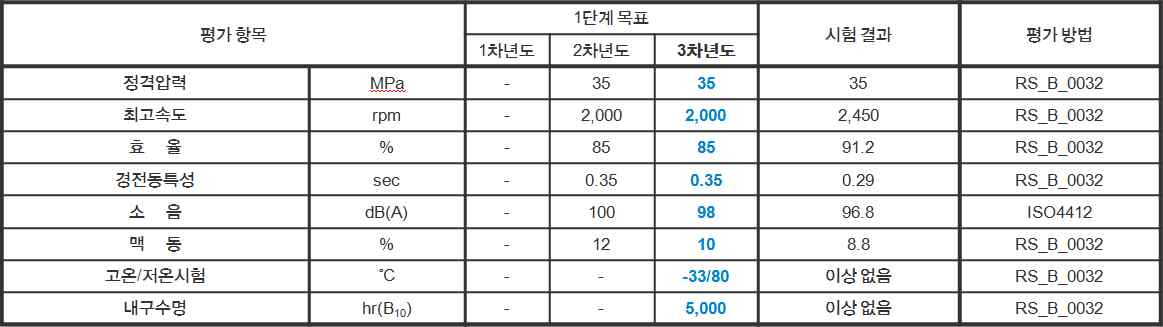 평가 항목 1단계 목표 시험 결과 평가 방법
1차년도 2차년도 3차년도
정격압력 MPa - 35 35 35 RS_B_0032
최고속도 rpm - 2,000 2,000 2,450 RS_B_0032
효 율 % - 85 85 91.2 RS_B_0032
경전동특성 sec - 0.35 0.35 0.29 RS_B_0032
소 음 dB(A) - 100 98 96.8 ISO4412
맥 동 % - 12 10 8.8 RS_B_0032
고온/저온시험 ℃ - - -33/80 이상 없음 RS_B_0032
내구수명 hr(B10) - - 5,000 이상 없음 RS_B_0032